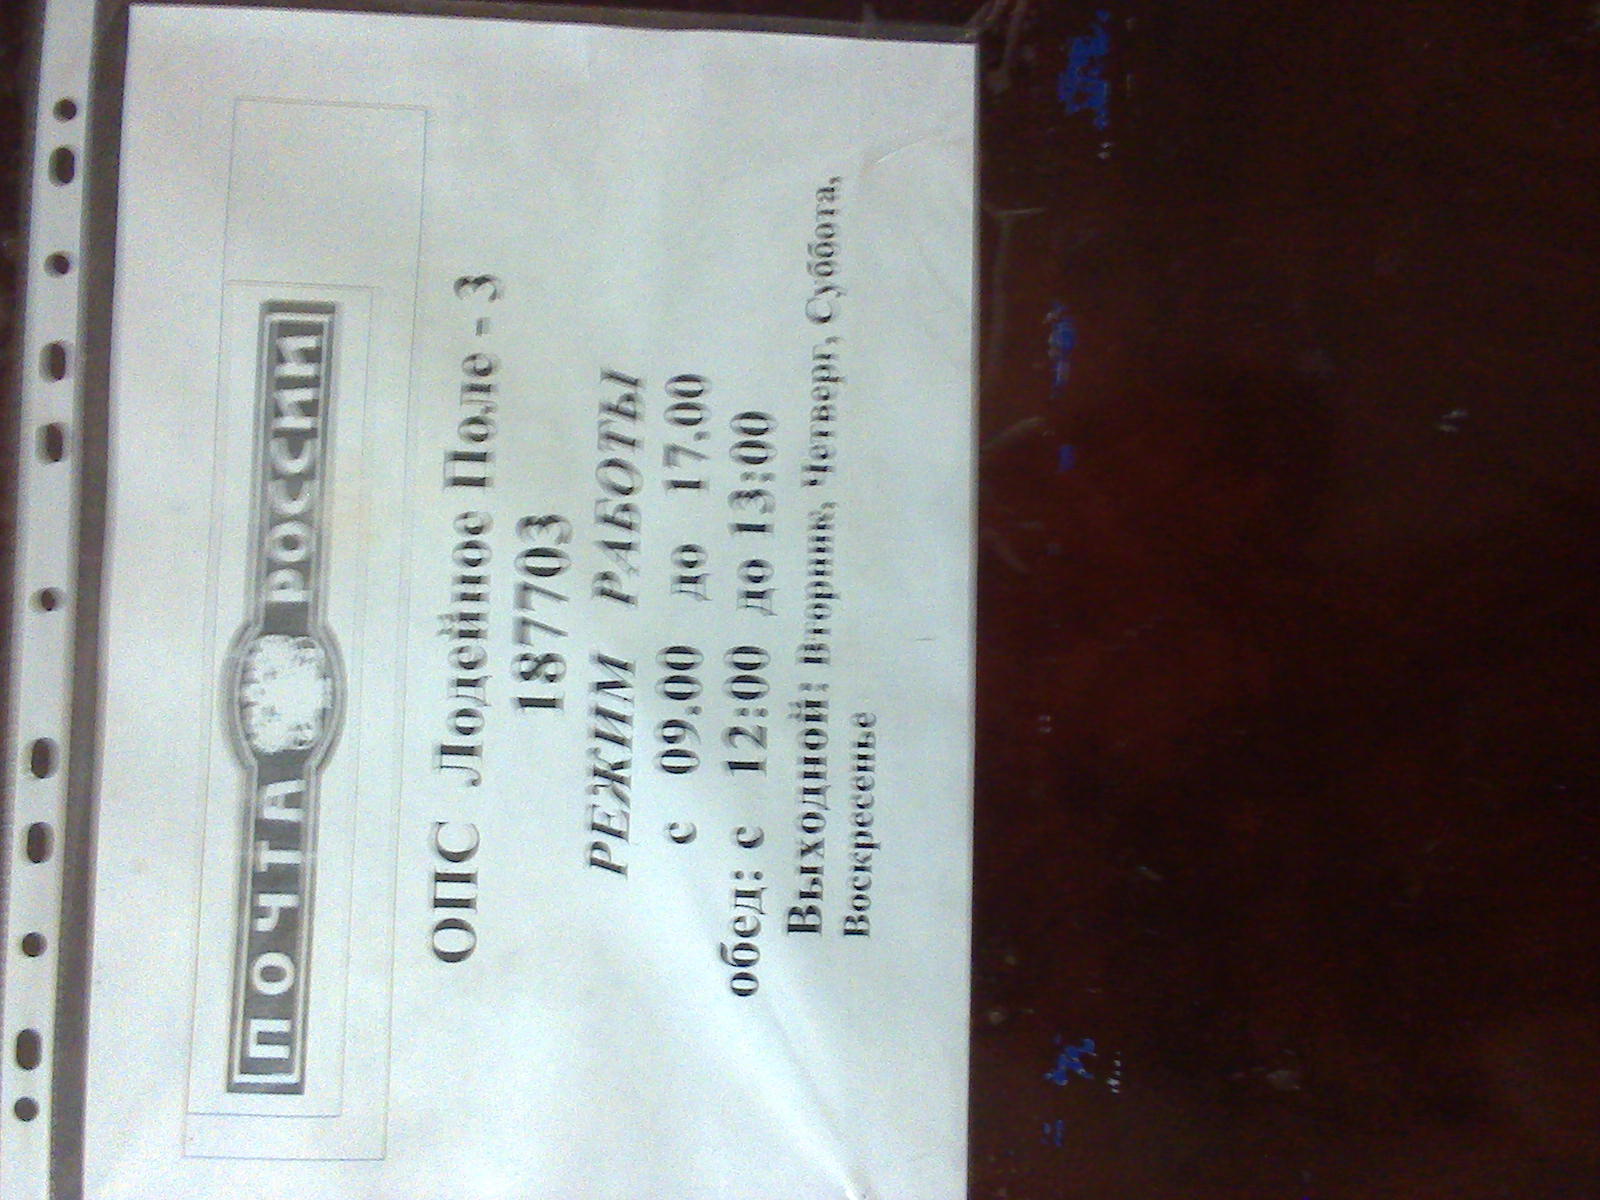 ПОЧТА РОССИИ
ОПС Лодейное Поле - 3
187703
РЕЖИМ РАБОТЫ
с 09.00 до 17.00
обед: с 12:00 до 13:00
Выходной: Вторник, Четверг, Суббота,
Воскресенье